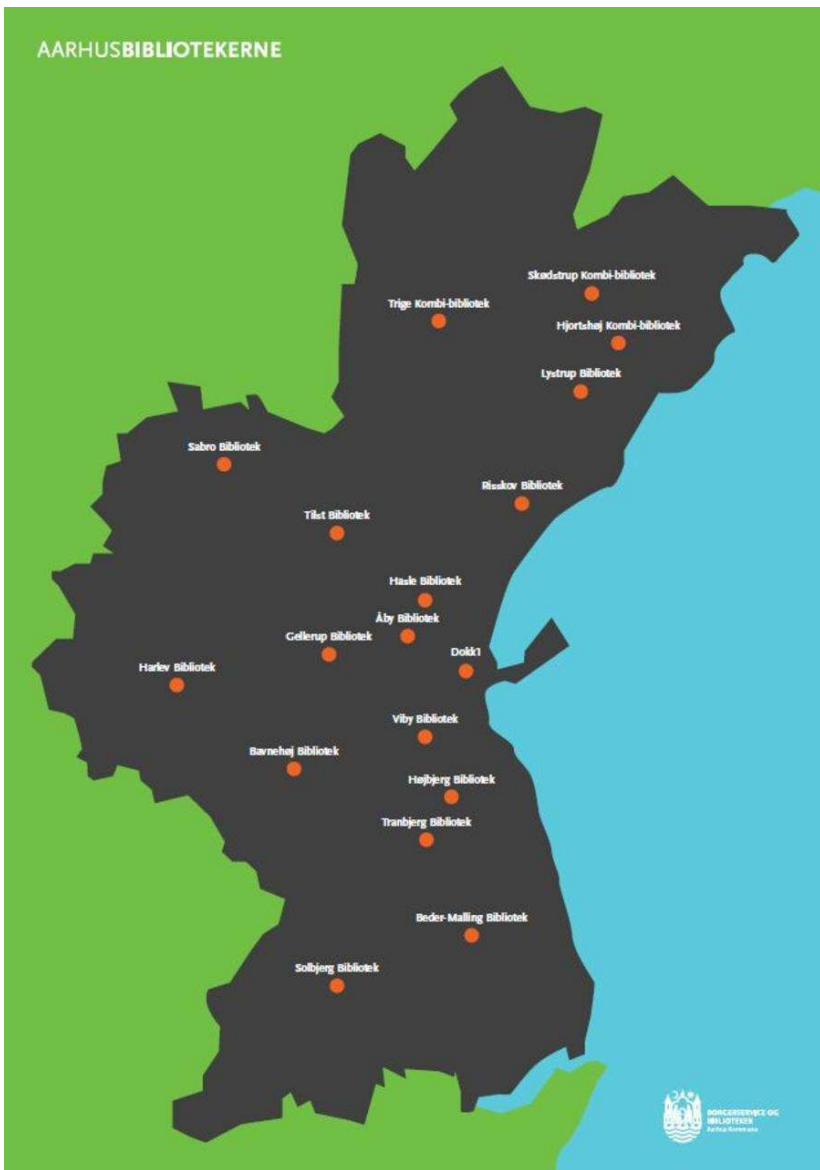 AARHUSBIBLIOTEKERNE
Skødstrup Kombi-bibliotek
Trige Kombi-bibliotek
Hjortshøj Kombi-bibliotek
Lystrup Bibliotek
Sabro Bibliotek
Risskov Bibliotek
Tilst Bibliotek
Hasle Bibliotek
Åby Bibliotek
Gellerup Bibliotek
Dokk1
Harlev Bibliotek
Viby Bibliotek
Bavnehøj Bibliotek
Højbjerg Bibliotek
Tranbjerg Bibliotek
Beder-Malling Bibliotek
Solbjerg Bibliotek
BORGERSERVICE OG
BIBLIOTEKER
Aarhus Kommune